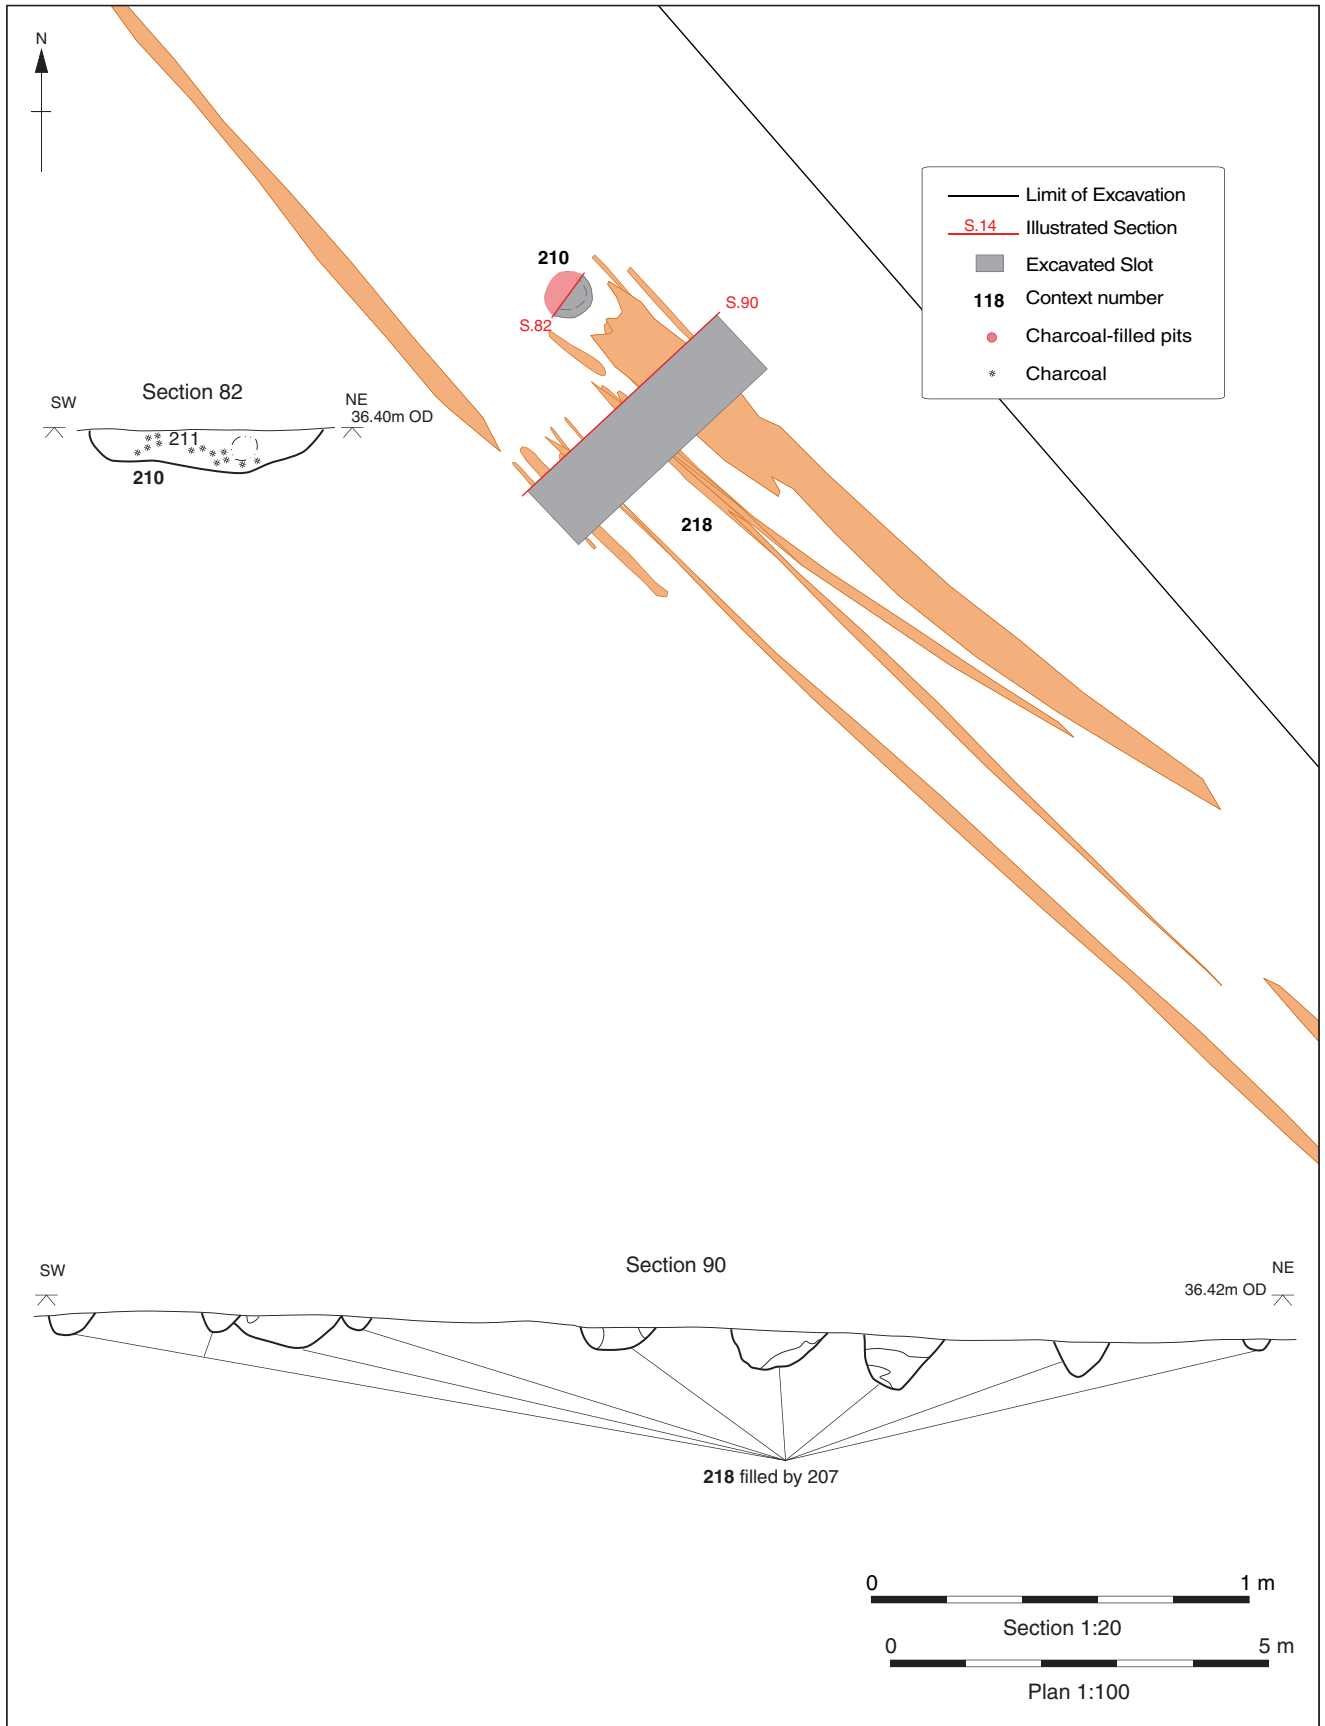 N
Limit of Excavation
S.14 Illustrated Section
Excavated Slot
118 Context number
Charcoal-filled pits
Charcoal
210
S.82
S.90
218
Section 82
SW
NE
36.40m OD
211
210
Section 90
SW
NE
36.42m OD
218 filled by 207
0 1 m
Section 1:20
0 5 m
Plan 1:100